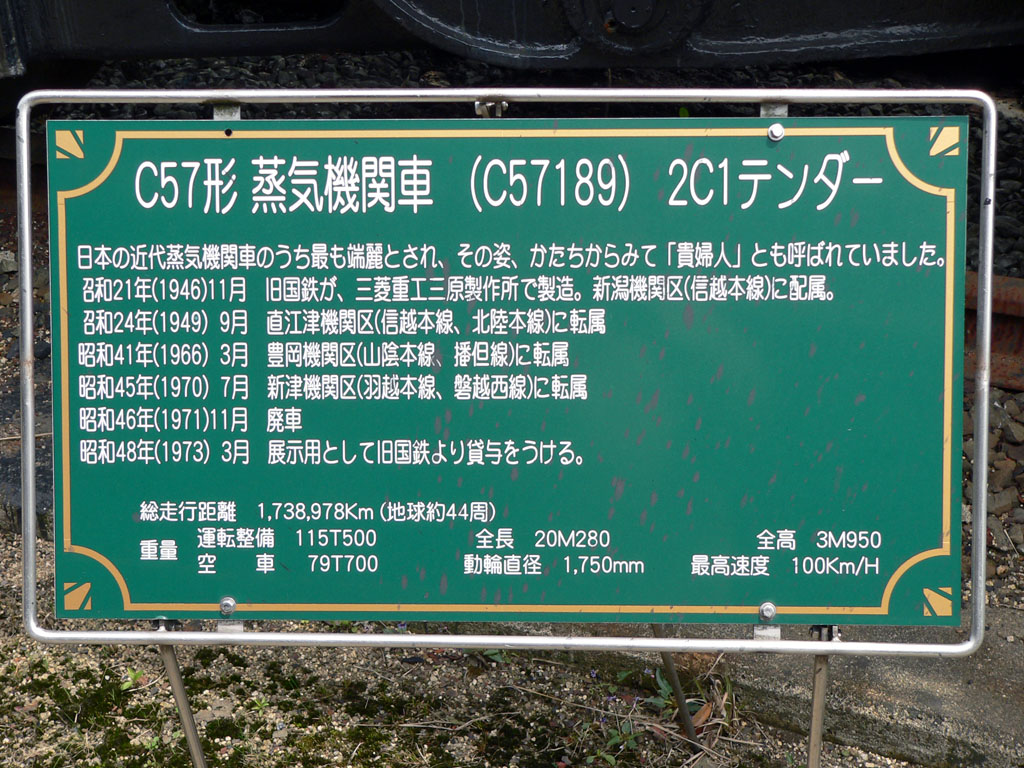 C57形 蒸気機関車 (C57189) 2C1テンダー
日本の近代蒸気機関車のうち最も端麗とされ、その姿、かたちからみて「貴婦人」とも呼ばれていました。
昭和21年(1946)11月 旧国鉄が、三菱重工三原製作所で製造。新潟機関区(信越本線)に配属。
昭和24年(1949) 9月 直江津機関区(信越本線、北陸本線)に転属
昭和41年(1966) 3月 豊岡機関区(山陰本線、播但線)に転属
昭和45年(1970) 7月 新津機関区(羽越本線、磐越西線)に転属
昭和46年(1971)11月 廃車
昭和48年(1973) 3月 展示用として旧国鉄より貸与をうける。
総走行距離 1,738,978Km (地球約44周)
重量 運転整備 115T500 全長 20M280 全高 3M950
空車 79T700 動輪直径 1,750mm 最高速度 100Km/H